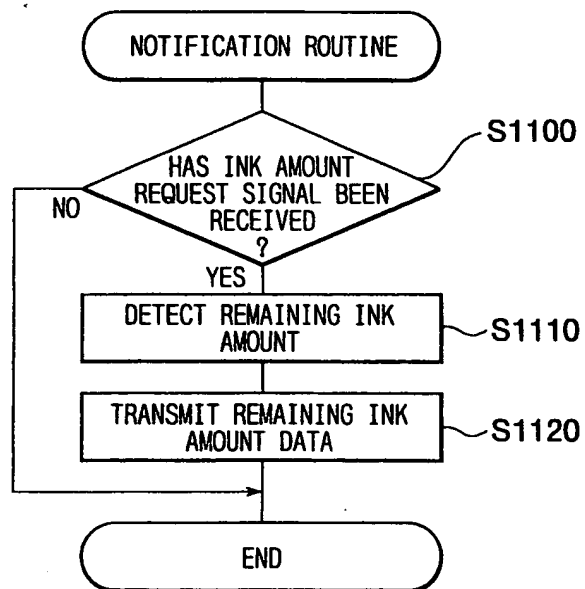 NOTIFICATION ROUTINE
S1100
HAS INK AMOUNT
REQUEST SIGNAL BEEN
RECEIVED
?
NO
YES
DETECT REMAINING INK
AMOUNT
S1110
TRANSMIT REMAINING INK
AMOUNT DATA
S1120
END